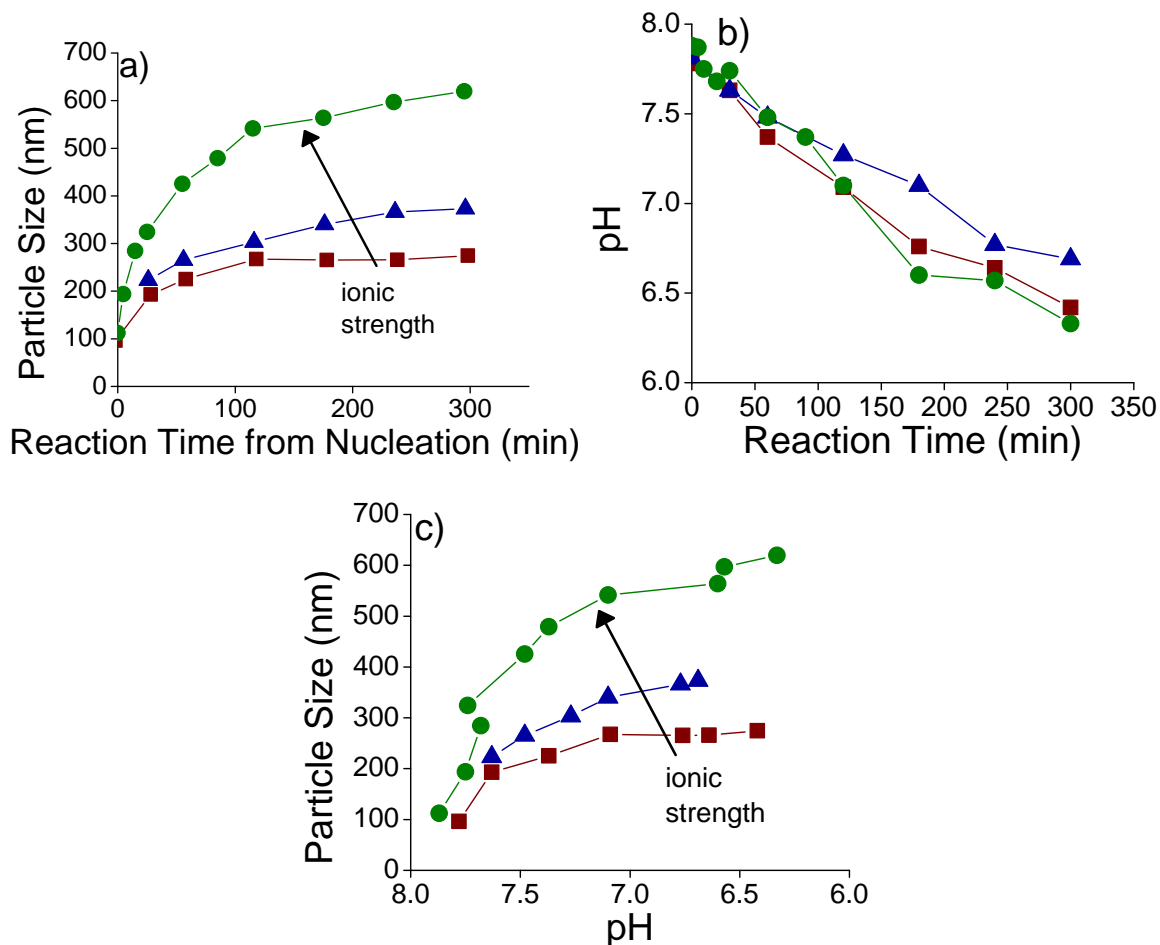 a)
700
600
500
400
300
200
100
0
Particle Size (nm)
ionic
strength
0 100 200 300
Reaction Time from Nucleation (min)
b)
8.0
7.5
7.0
6.5
6.0
pH
0 50 100 150 200 250 300 350
Reaction Time (min)
c)
700
600
500
400
300
200
100
0
Particle Size (nm)
ionic
strength
8.0 7.5 7.0 6.5 6.0
pH